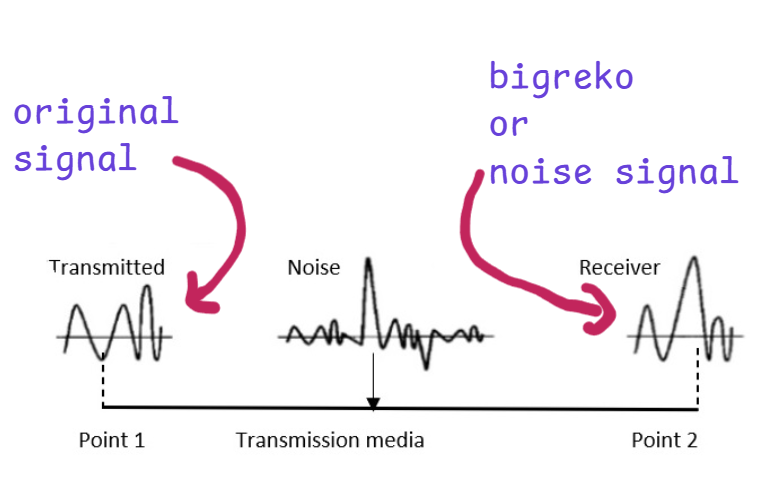 original
signal
bigreko
or
noise signal
Transmitted
Noise
Receiver
Point 1
Transmission media
Point 2